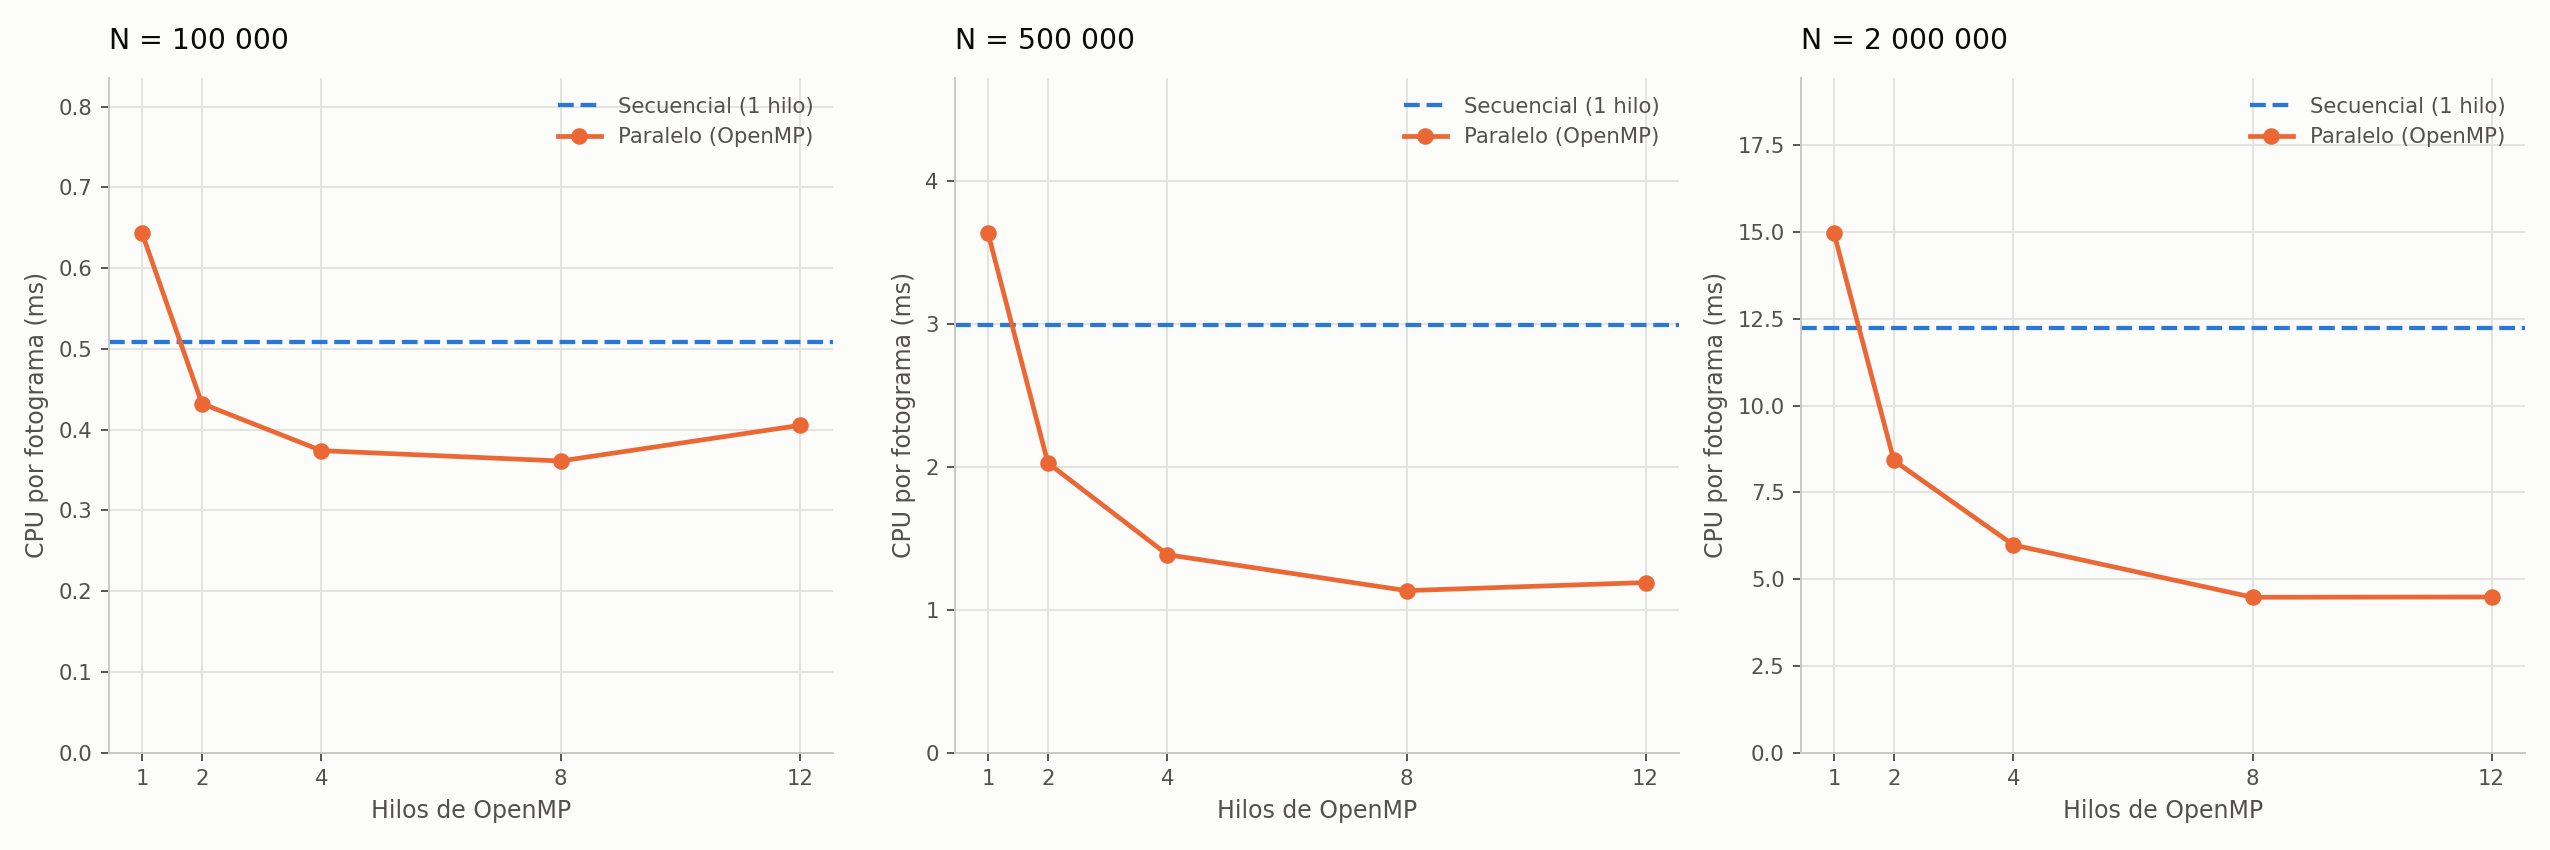 N = 100 000
Secuencial (1 hilo)
Paralelo (OpenMP)
CPU por fotograma (ms)
0.8
0.7
0.6
0.5
0.4
0.3
0.2
0.1
0.0
1 2 4 8 12
Hilos de OpenMP
N = 500 000
Secuencial (1 hilo)
Paralelo (OpenMP)
CPU por fotograma (ms)
4
3
2
1
0
1 2 4 8 12
Hilos de OpenMP
N = 2 000 000
Secuencial (1 hilo)
Paralelo (OpenMP)
CPU por fotograma (ms)
17.5
15.0
12.5
10.0
7.5
5.0
2.5
0.0
1 2 4 8 12
Hilos de OpenMP